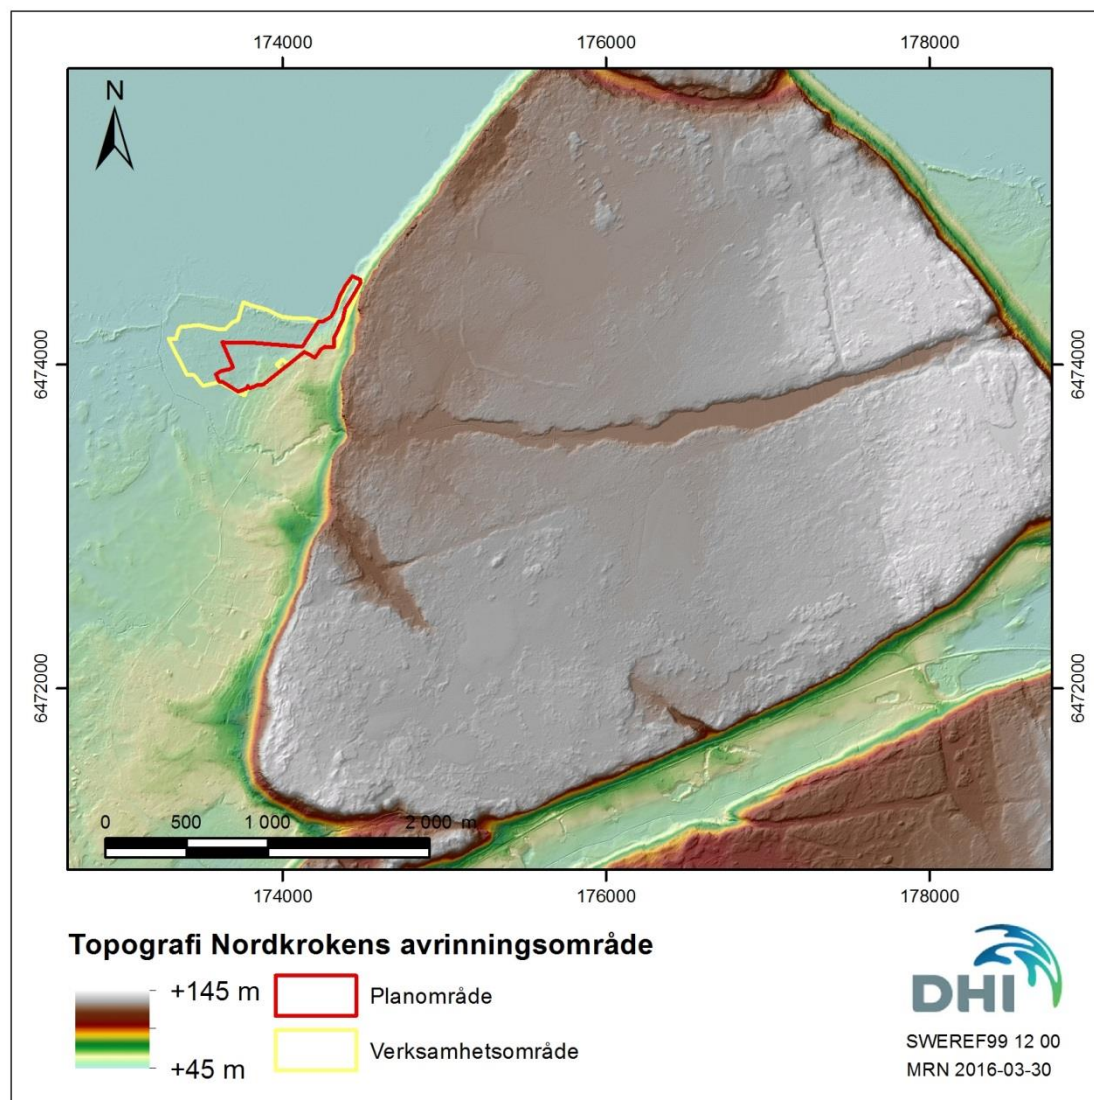 174000 176000 178000
N
6474000 6474000
6472000 6472000
0 500 1 000 2 000 m
174000 176000 178000
Topografi Nordkrokens avrinningsområde
+145 m Planområde
+45 m Verksamhetsområde
DHI
SWEREF99 12 00
MRN 2016-03-30